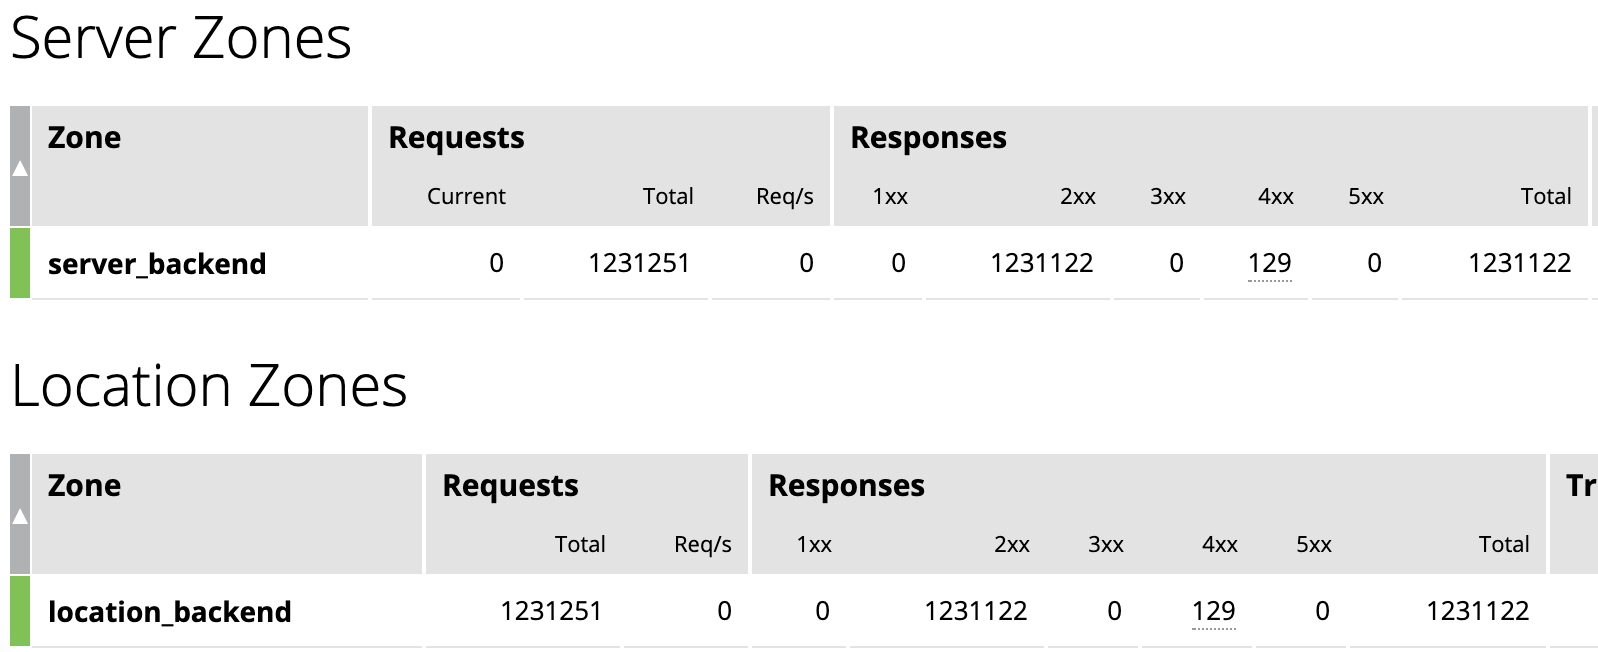 Server Zones
Zone Requests Responses
Current Total Req/s 1xx 2xx 3xx 4xx 5xx Total
server_backend 0 1231251 0 0 1231122 0 129 0 1231122
Location Zones
Zone Requests Responses Tr
Total Req/s 1xx 2xx 3xx 4xx 5xx Total
location_backend 1231251 0 0 1231122 0 129 0 1231122